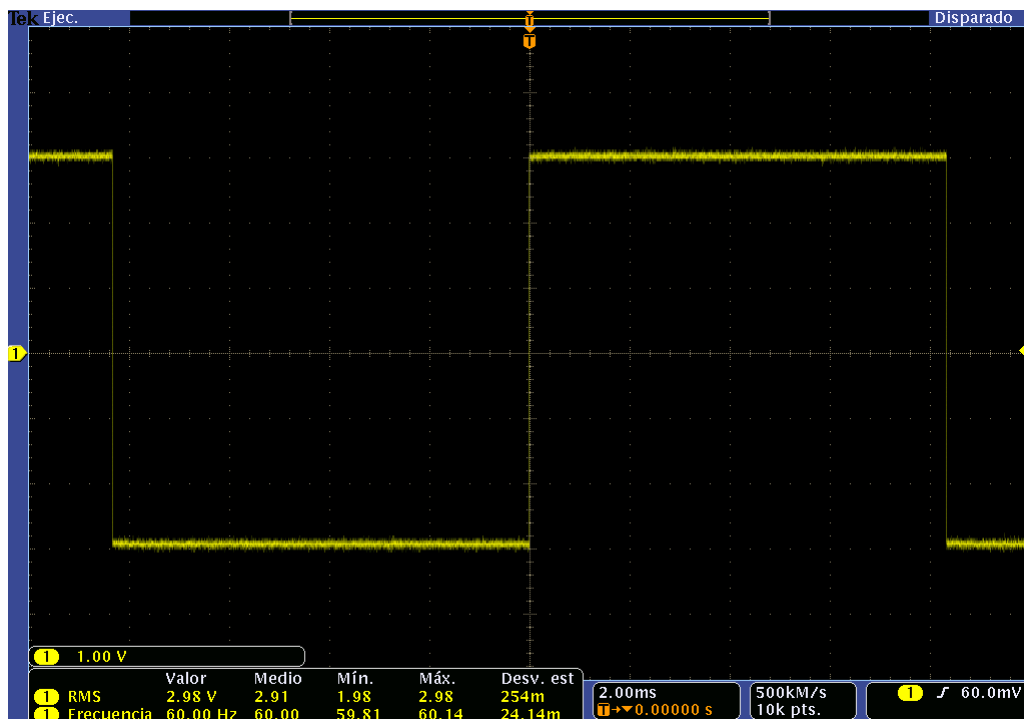 Tek Ejec. Disparado
T
T
1
1 1.00 V
Valor Medio Mín. Máx. Desv. est
1 RMS 2.98 V 2.91 1.98 2.98 254m
1 Frecuencia 60.00 Hz 60.00 59.81 60.14 24.14m
2.00ms
T→▼0.00000 s
500kM/s
10k pts.
1 60.0mV